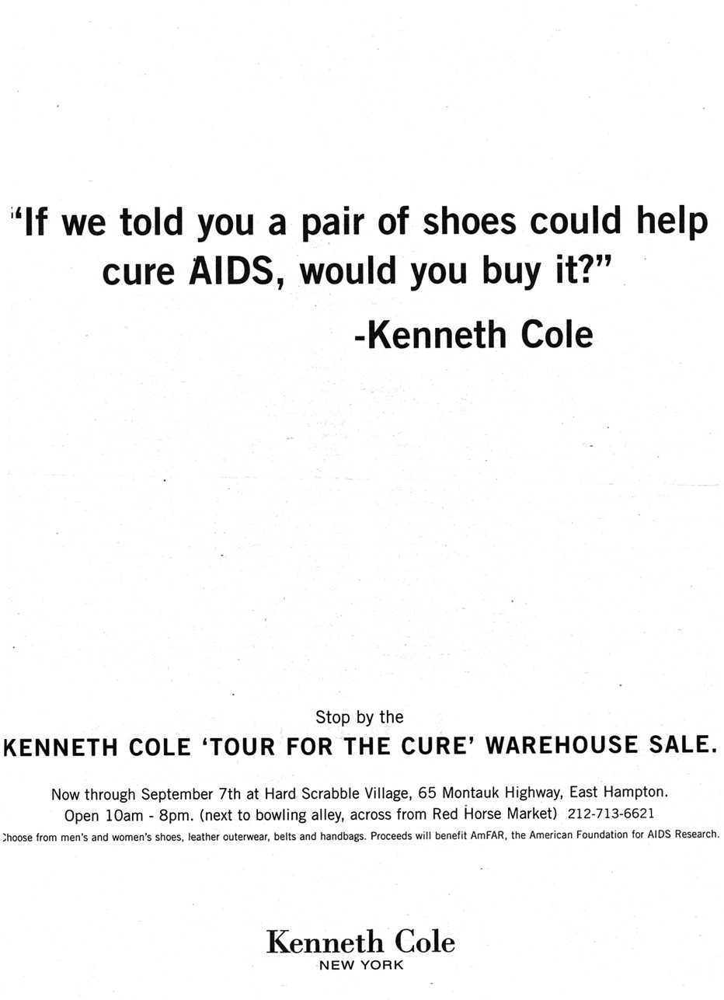 “If we told you a pair of shoes could help
cure AIDS, would you buy it?”
-Kenneth Cole
Stop by the
KENNETH COLE ‘TOUR FOR THE CURE’ WAREHOUSE SALE.
Now through September 7th at Hard Scrabble Village, 65 Montauk Highway, East Hampton.
Open 10am - 8pm. (next to bowling alley, across from Red Horse Market) 212-713-6621
Choose from men's and women's shoes, leather outerwear, belts and handbags. Proceeds will benefit AmFAR, the American Foundation for AIDS Research.
Kenneth Cole
NEW YORK